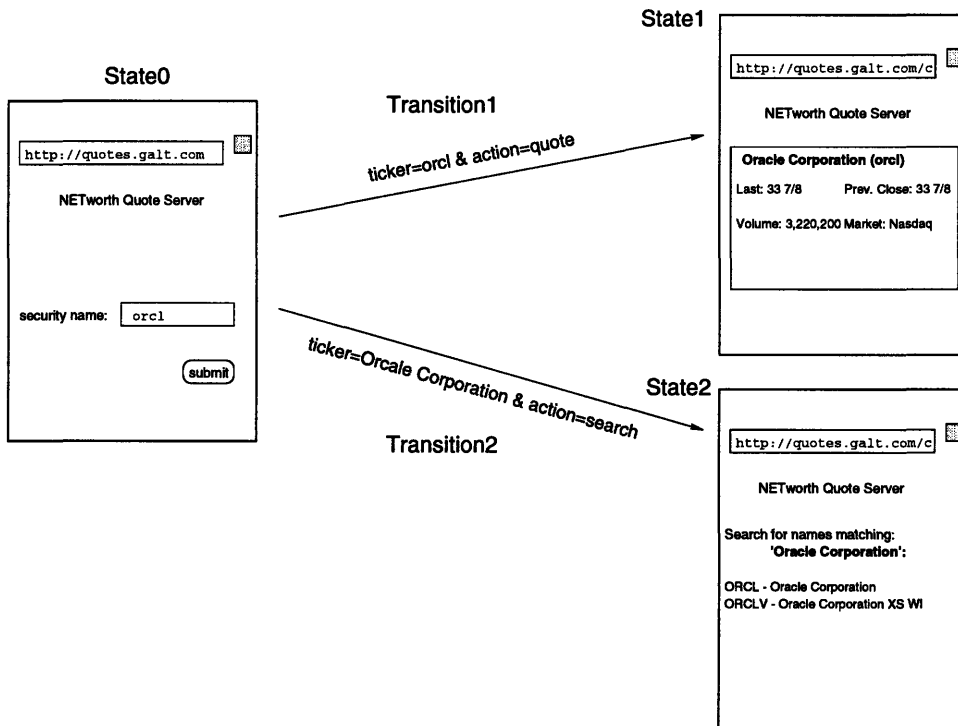 State0
http://quotes.galt.com
NETworth Quote Server
security name:
orcl
submit
Transition1
ticker=orcl & action=quote
ticker=Orcale Corporation & action=search
Transition2
State1
http://quotes.galt.com/c
NETworth Quote Server
Oracle Corporation (orcl)
Last: 33 7/8 Prev. Close: 33 7/8
Volume: 3,220,200 Market: Nasdaq
State2
http://quotes.galt.com/c
NETworth Quote Server
Search for names matching:
'Oracle Corporation':
ORCL - Oracle Corporation
ORCLV - Oracle Corporation XS WI